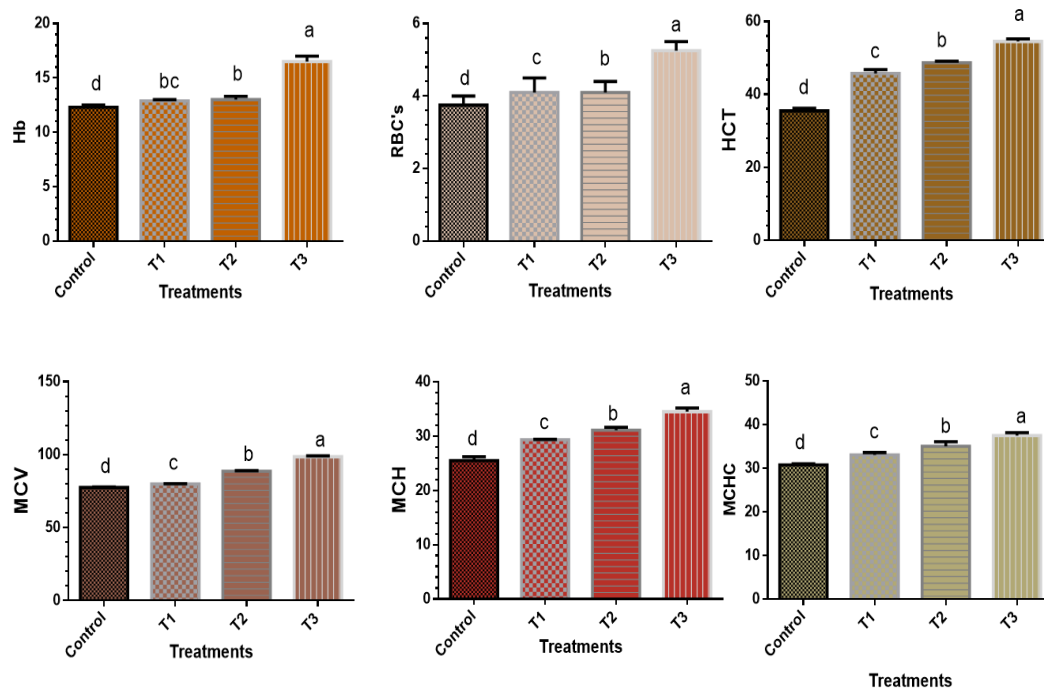 Hb
20
15
10
5
0
d
bc
b
a
Control
T1
T2
T3
Treatments
RBC's
6
4
2
0
d
c
b
a
Control
T1
T2
T3
Treatments
HCT
60
40
20
0
d
c
b
a
Control
T1
T2
T3
Treatments
MCV
150
100
50
0
d
c
b
a
Control
T1
T2
T3
Treatments
MCH
40
30
20
10
0
d
c
b
a
Control
T1
T2
T3
Treatments
MCHC
50
40
30
20
10
0
d
c
b
a
Control
T1
T2
T3
Treatments